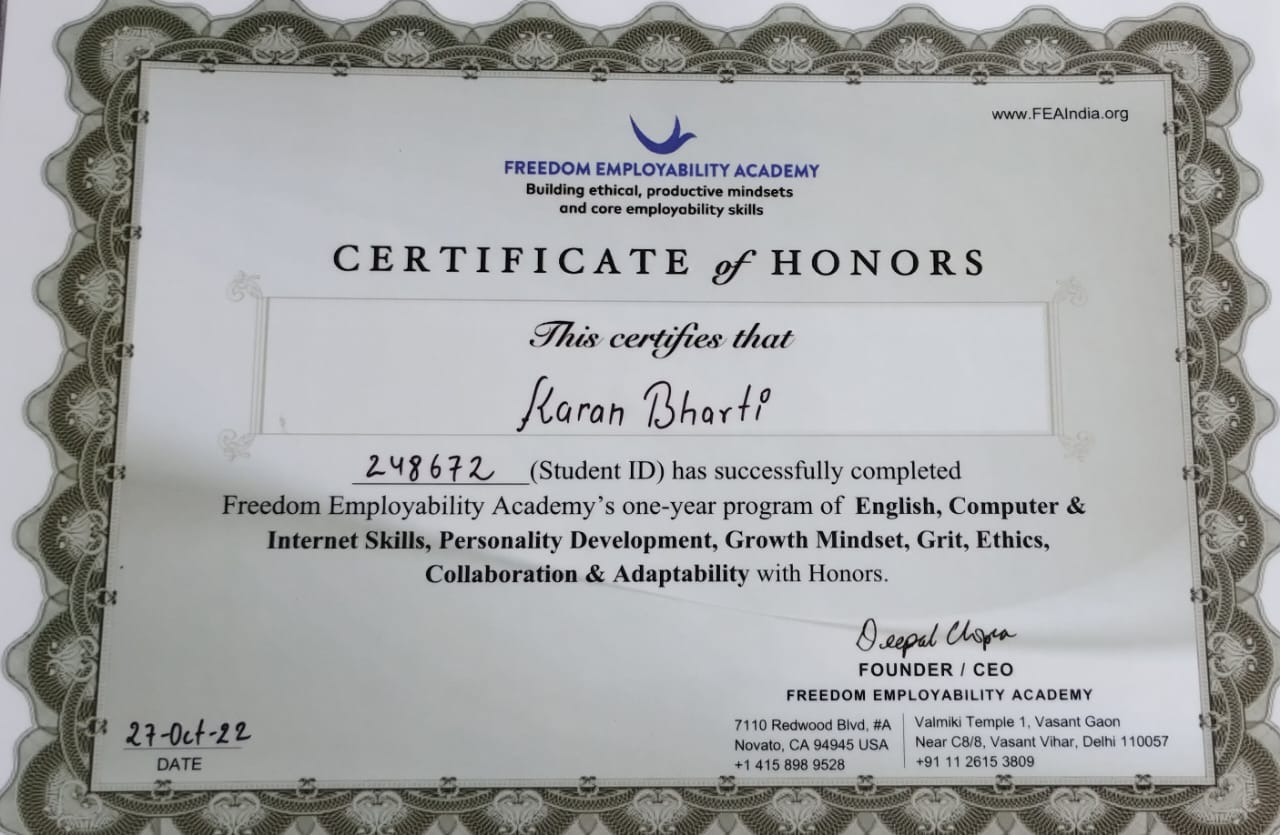 www.FEAIndia.org
FREEDOM EMPLOYABILITY ACADEMY
Building ethical, productive mindsets
and core employability skills
CERTIFICATE of HONORS
This certifies that
Karan Bharti
248672 (Student ID) has successfully completed
Freedom Employability Academy's one-year program of English, Computer &
Internet Skills, Personality Development, Growth Mindset, Grit, Ethics,
Collaboration & Adaptability with Honors.
Deepal Chopra
FOUNDER / CEO
FREEDOM EMPLOYABILITY ACADEMY
7110 Redwood Blvd, #A
Novato, CA 94945 USA
+1 415 898 9528
Valmiki Temple 1, Vasant Gaon
Near C8/8, Vasant Vihar, Delhi 110057
+91 11 2615 3809
27-Oct-22
DATE